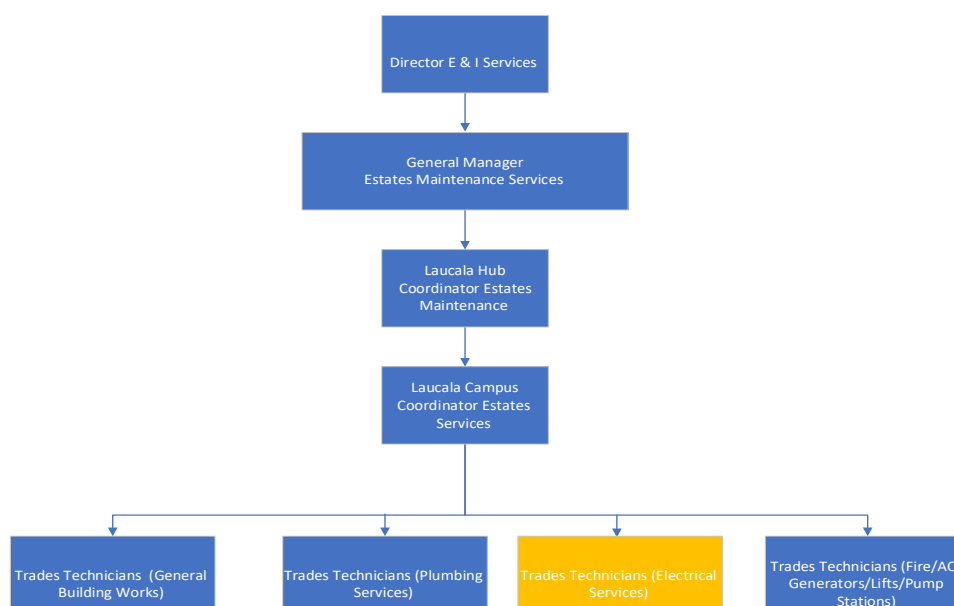 Director E & I Services
General Manager
Estates Maintenance Services
Laucala Hub
Coordinator Estates
Maintenance
Laucala Campus
Coordinator Estates
Services
Trades Technicians (General
Building Works)
Trades Technicians (Plumbing
Services)
Trades Technicians (Electrical
Services)
Trades Technicians (Fire/AC
Generators/Lifts/Pump
Stations)